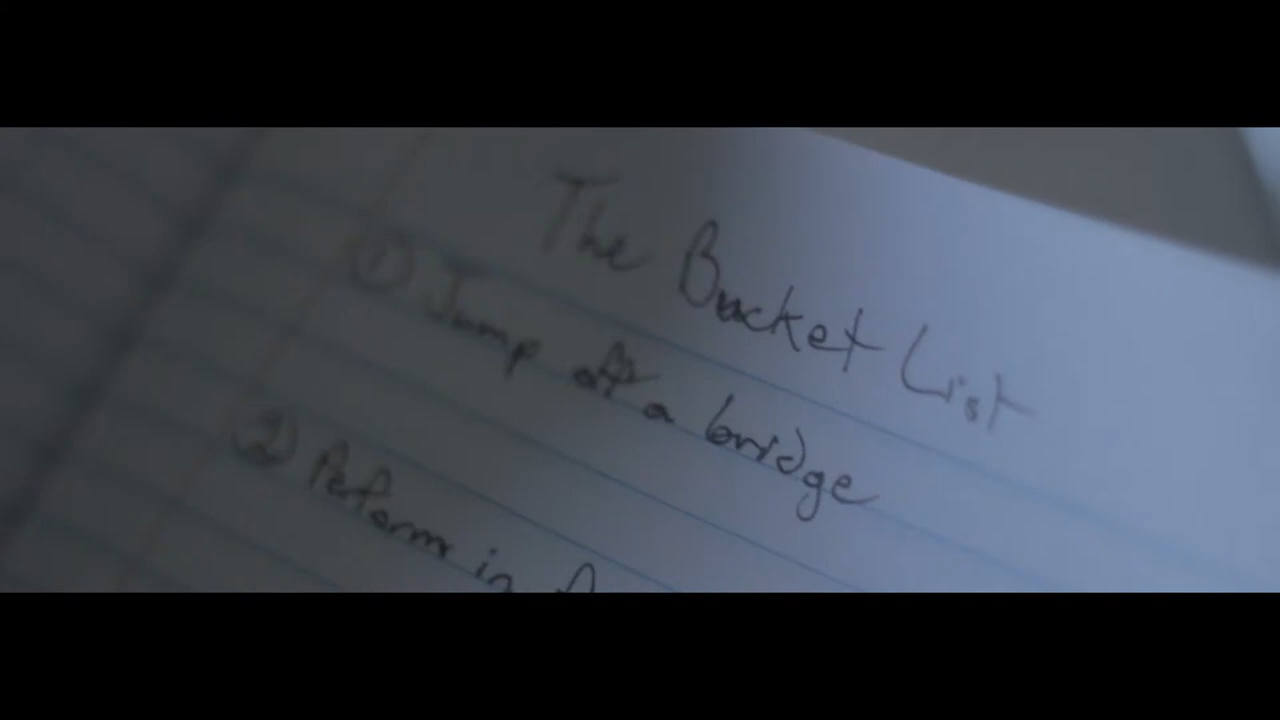 The Bucket List
① Jump off a bridge
② Perform in